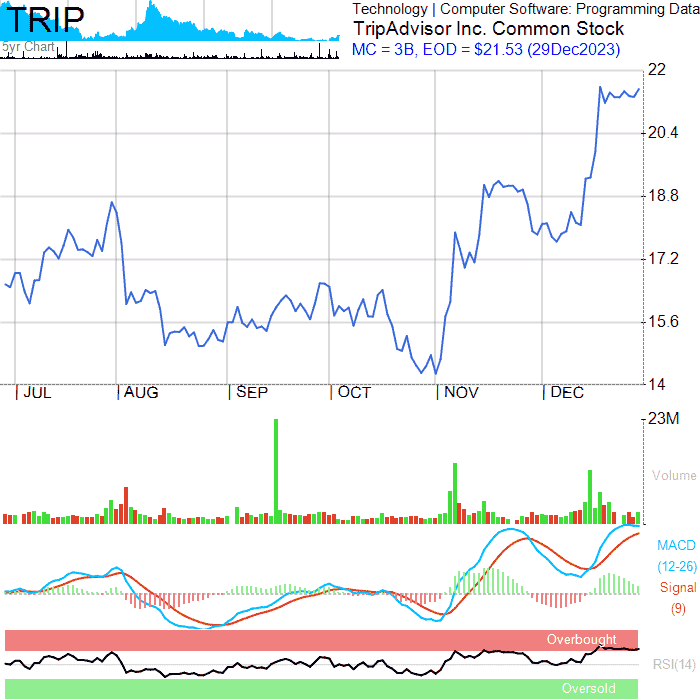 TRIP
5yr Chart
Technology | Computer Software: Programming Data
TripAdvisor Inc. Common Stock
MC = 3B, EOD = $21.53 (29Dec2023)
22
20.4
18.8
17.2
15.6
14
JUL AUG SEP OCT NOV DEC
23M
Volume
MACD
(12-26)
Signal
(9)
Overbought
RSI(14)
Oversold